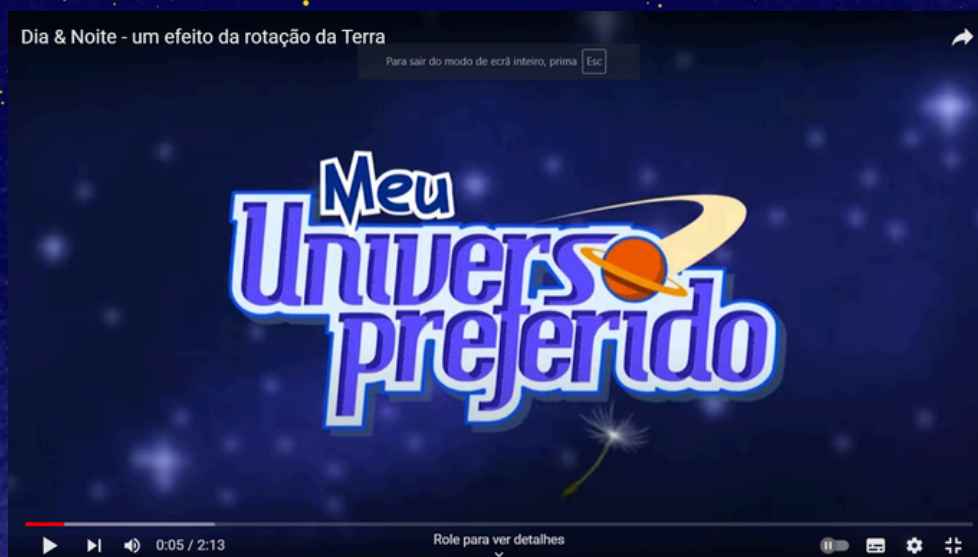 Dia & Noite - um efeito da rotação da Terra
Para sair do modo de ecrã inteiro, prima Esc
Meu
Universo
preferido
0:05 / 2:13
Role para ver detalhes